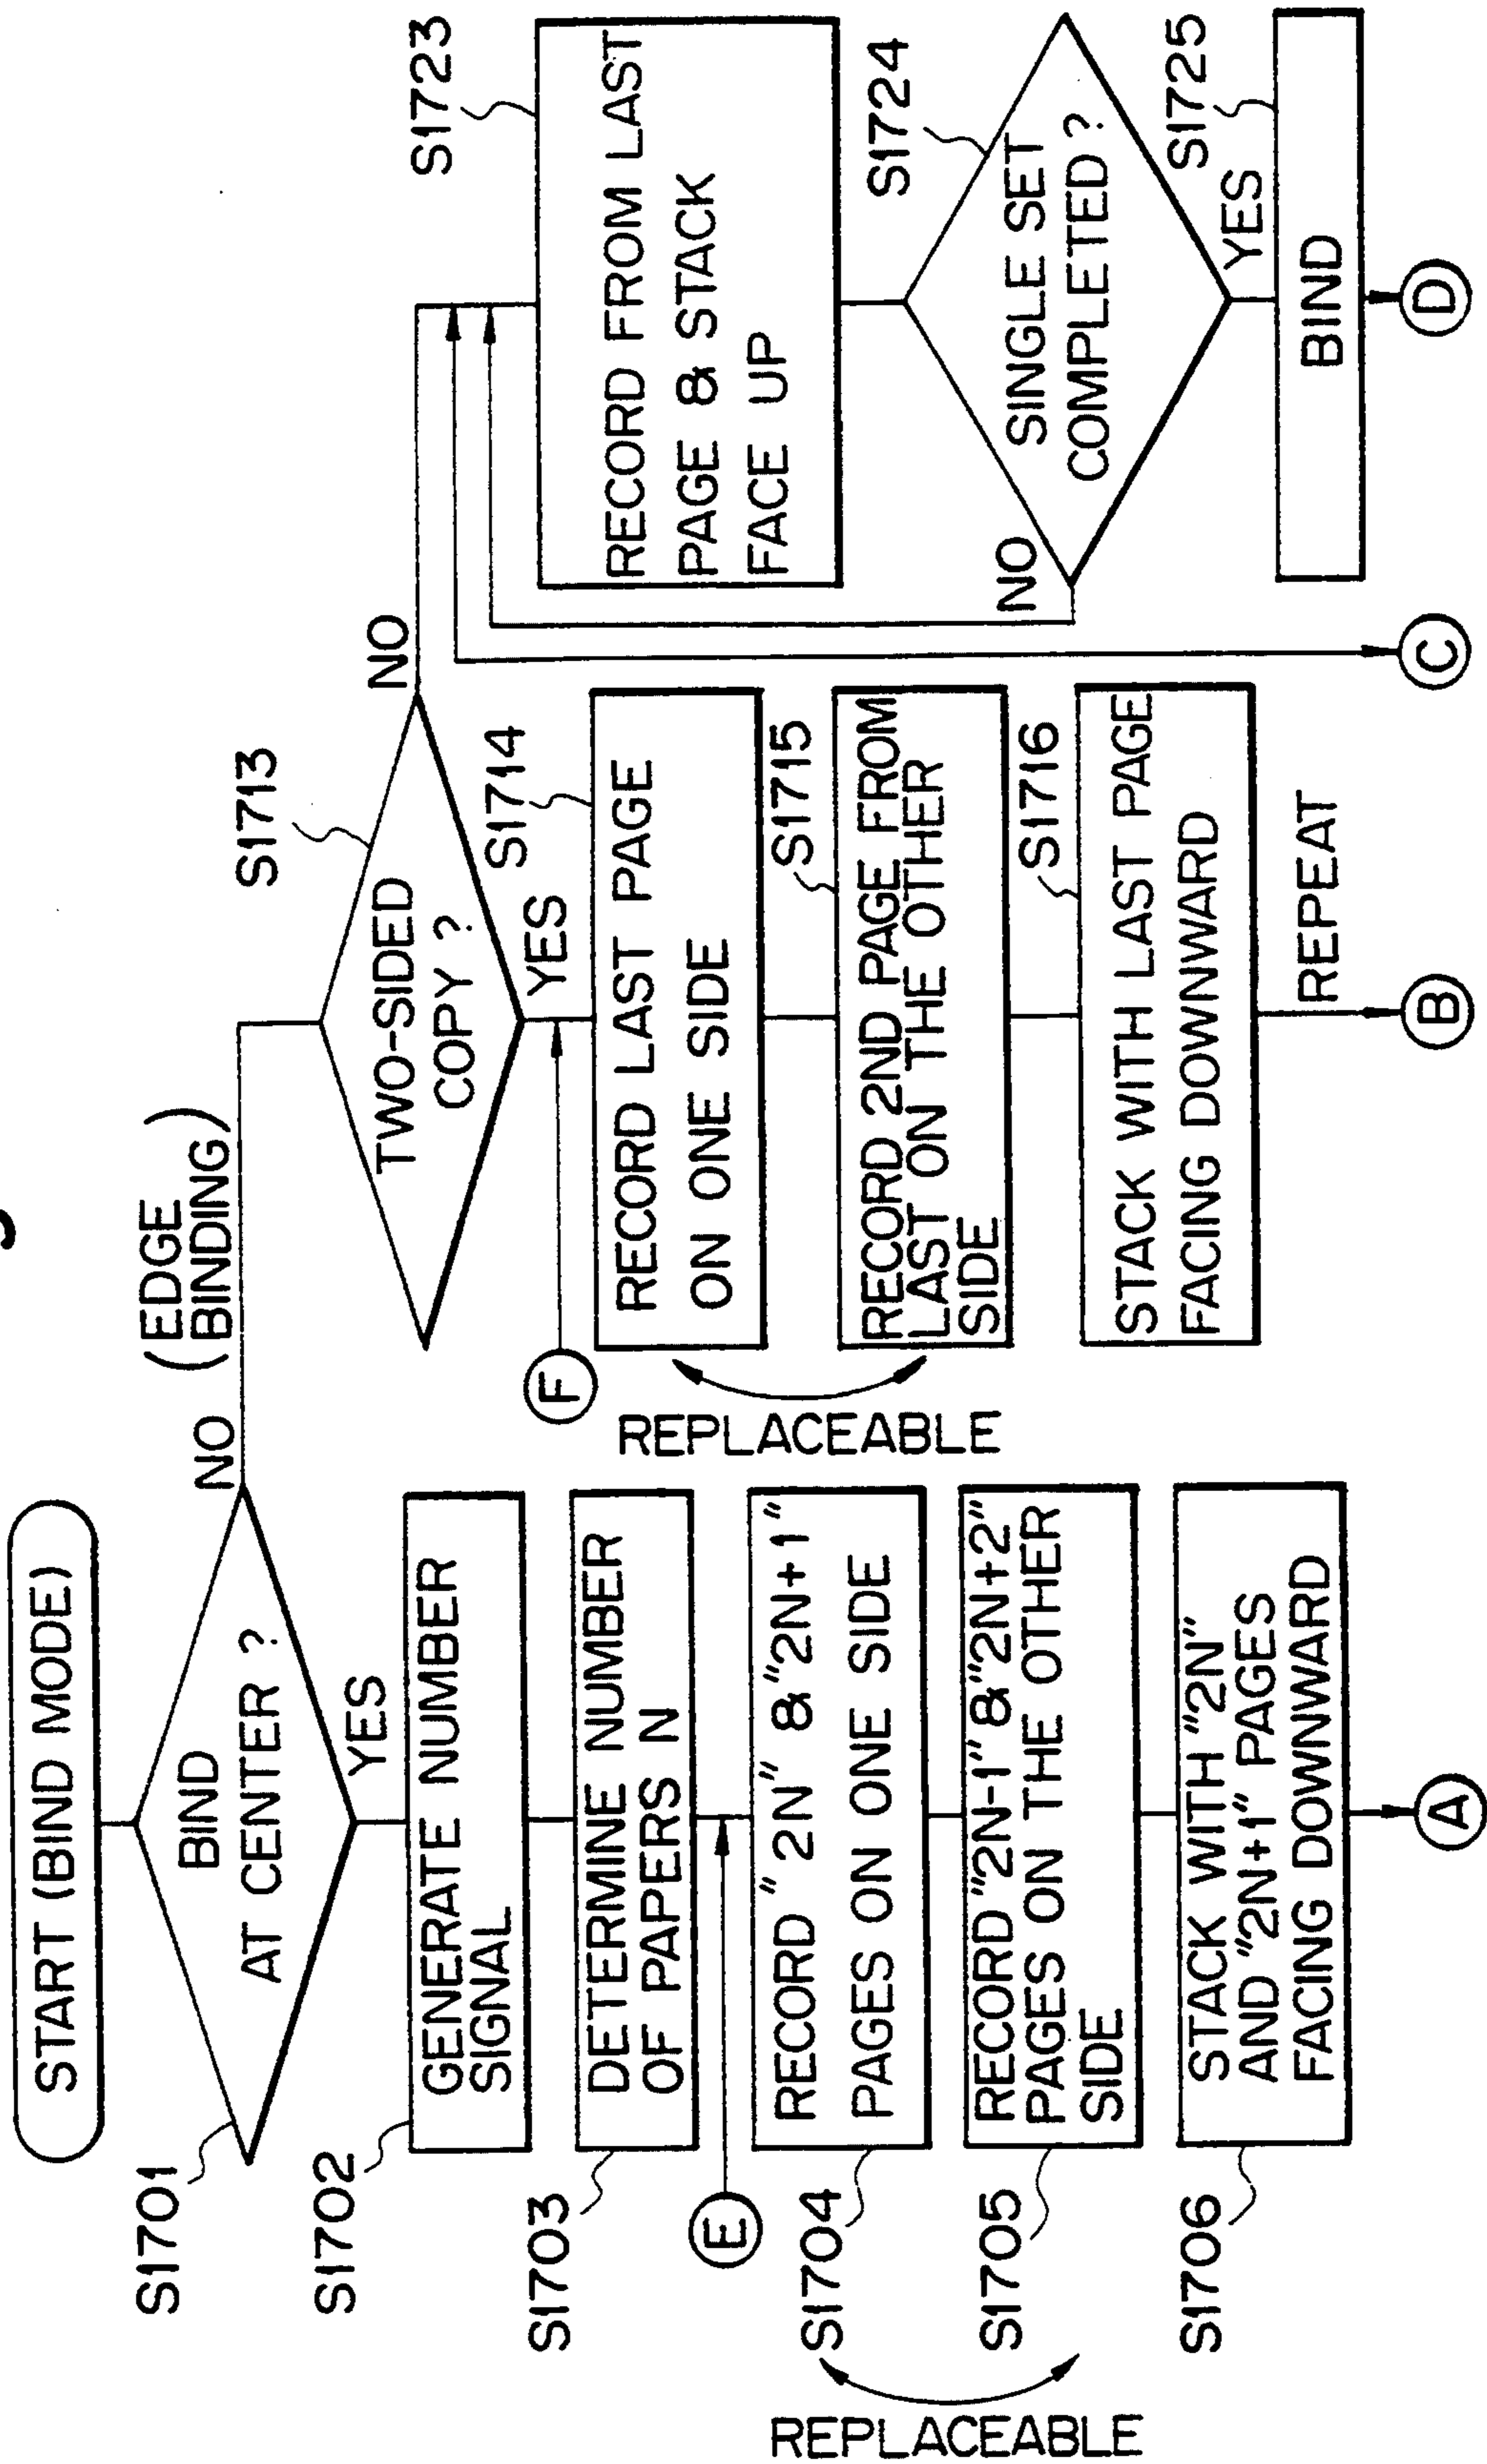 START (BIND MODE)
S1701
BIND
AT CENTER ?
NO
(EDGE
BINDING)
YES
S1702
GENERATE NUMBER
SIGNAL
S1703
DETERMINE NUMBER
OF PAPERS N
E
S1704
RECORD "2N" & "2N+1"
PAGES ON ONE SIDE
S1705
RECORD "2N-1" & "2N+2"
PAGES ON THE OTHER
SIDE
REPLACEABLE
S1706
STACK WITH "2N"
AND "2N+1" PAGES
FACING DOWNWARD
A
S1713
TWO-SIDED
COPY ?
NO
YES
F
S1714
RECORD LAST PAGE
ON ONE SIDE
S1715
RECORD 2ND PAGE FROM
LAST ON THE OTHER
SIDE
REPLACEABLE
S1716
STACK WITH LAST PAGE
FACING DOWNWARD
REPEAT
B
C
S1723
RECORD FROM LAST
PAGE & STACK
FACE UP
S1724
SINGLE SET
COMPLETED ?
NO
YES
S1725
BIND
D